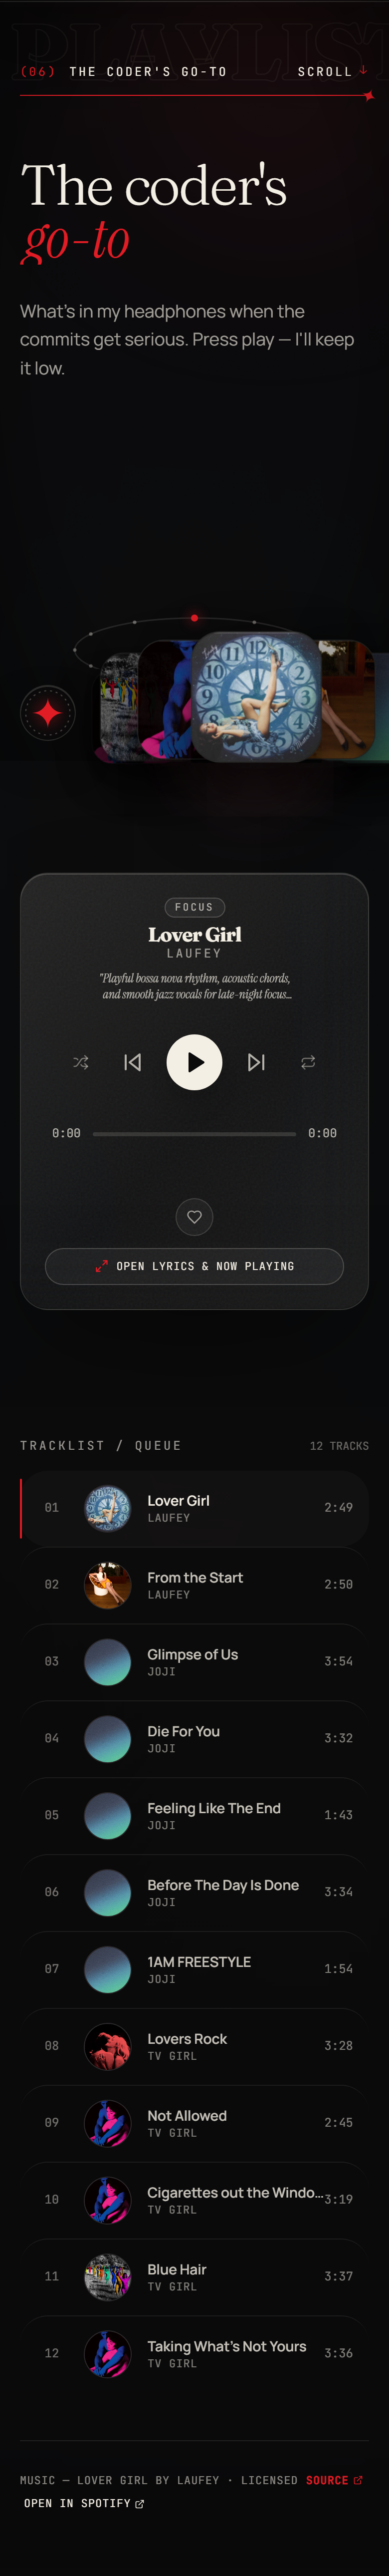 PLAYLIST
(06) THE CODER'S GO-TO SCROLL ↓
The coder's
go-to
What's in my headphones when the
commits get serious. Press play — I'll keep
it low.
FOCUS
Lover Girl
LAUFEY
"Playful bossa nova rhythm, acoustic chords,
and smooth jazz vocals for late-night focus...
0:00 0:00
OPEN LYRICS & NOW PLAYING
TRACKLIST / QUEUE 12 TRACKS
01 Lover Girl 2:49
LAUFEY
02 From the Start 2:50
LAUFEY
03 Glimpse of Us 3:54
JOJI
04 Die For You 3:32
JOJI
05 Feeling Like The End 1:43
JOJI
06 Before The Day Is Done 3:34
JOJI
07 1AM FREESTYLE 1:54
JOJI
08 Lovers Rock 3:28
TV GIRL
09 Not Allowed 2:45
TV GIRL
10 Cigarettes out the Windo... 3:19
TV GIRL
11 Blue Hair 3:37
TV GIRL
12 Taking What's Not Yours 3:36
TV GIRL
MUSIC — LOVER GIRL BY LAUFEY · LICENSED SOURCE
OPEN IN SPOTIFY